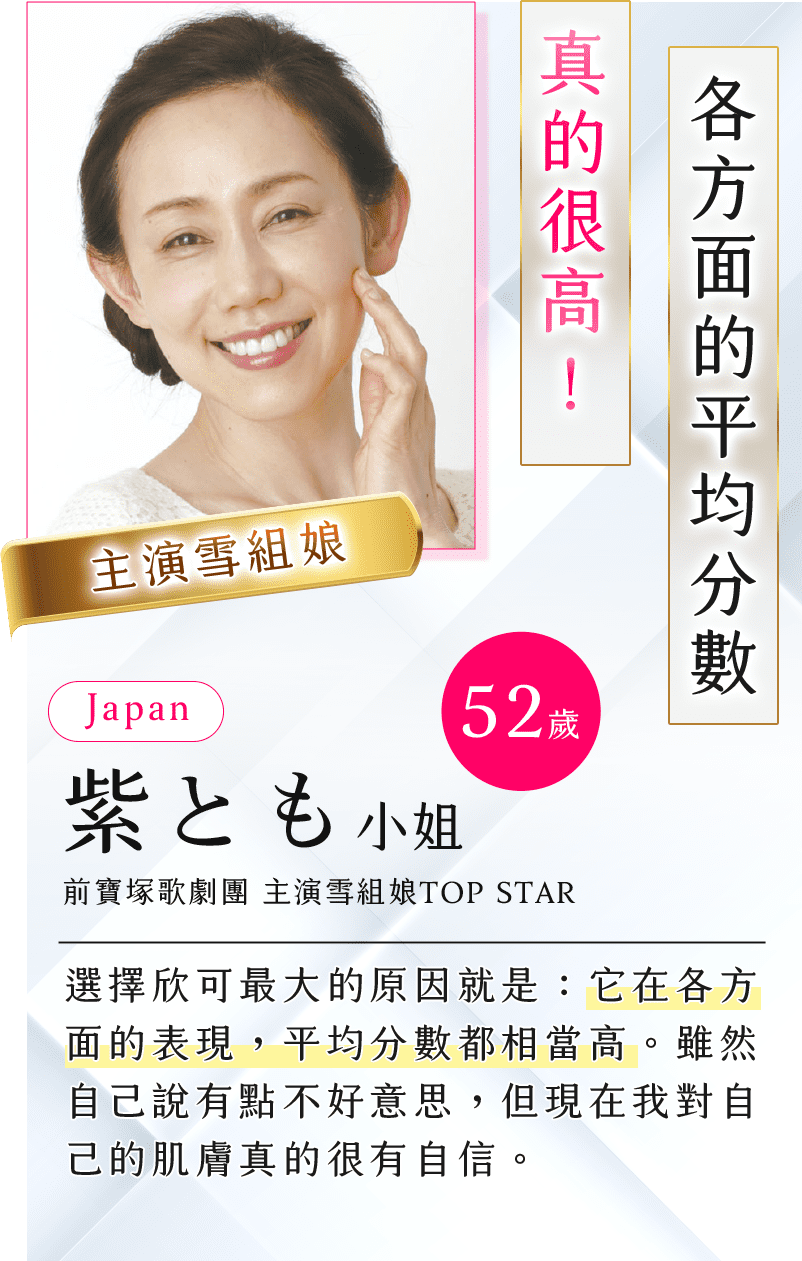 各方面的平均分數
真的很高！
主演雪組娘
Japan
52歲
紫とも小姐
前寶塚歌劇團 主演雪組娘TOP STAR
選擇欣可最大的原因就是：它在各方
面的表現，平均分數都相當高。雖然
自己說有點不好意思，但現在我對自
己的肌膚真的很有自信。